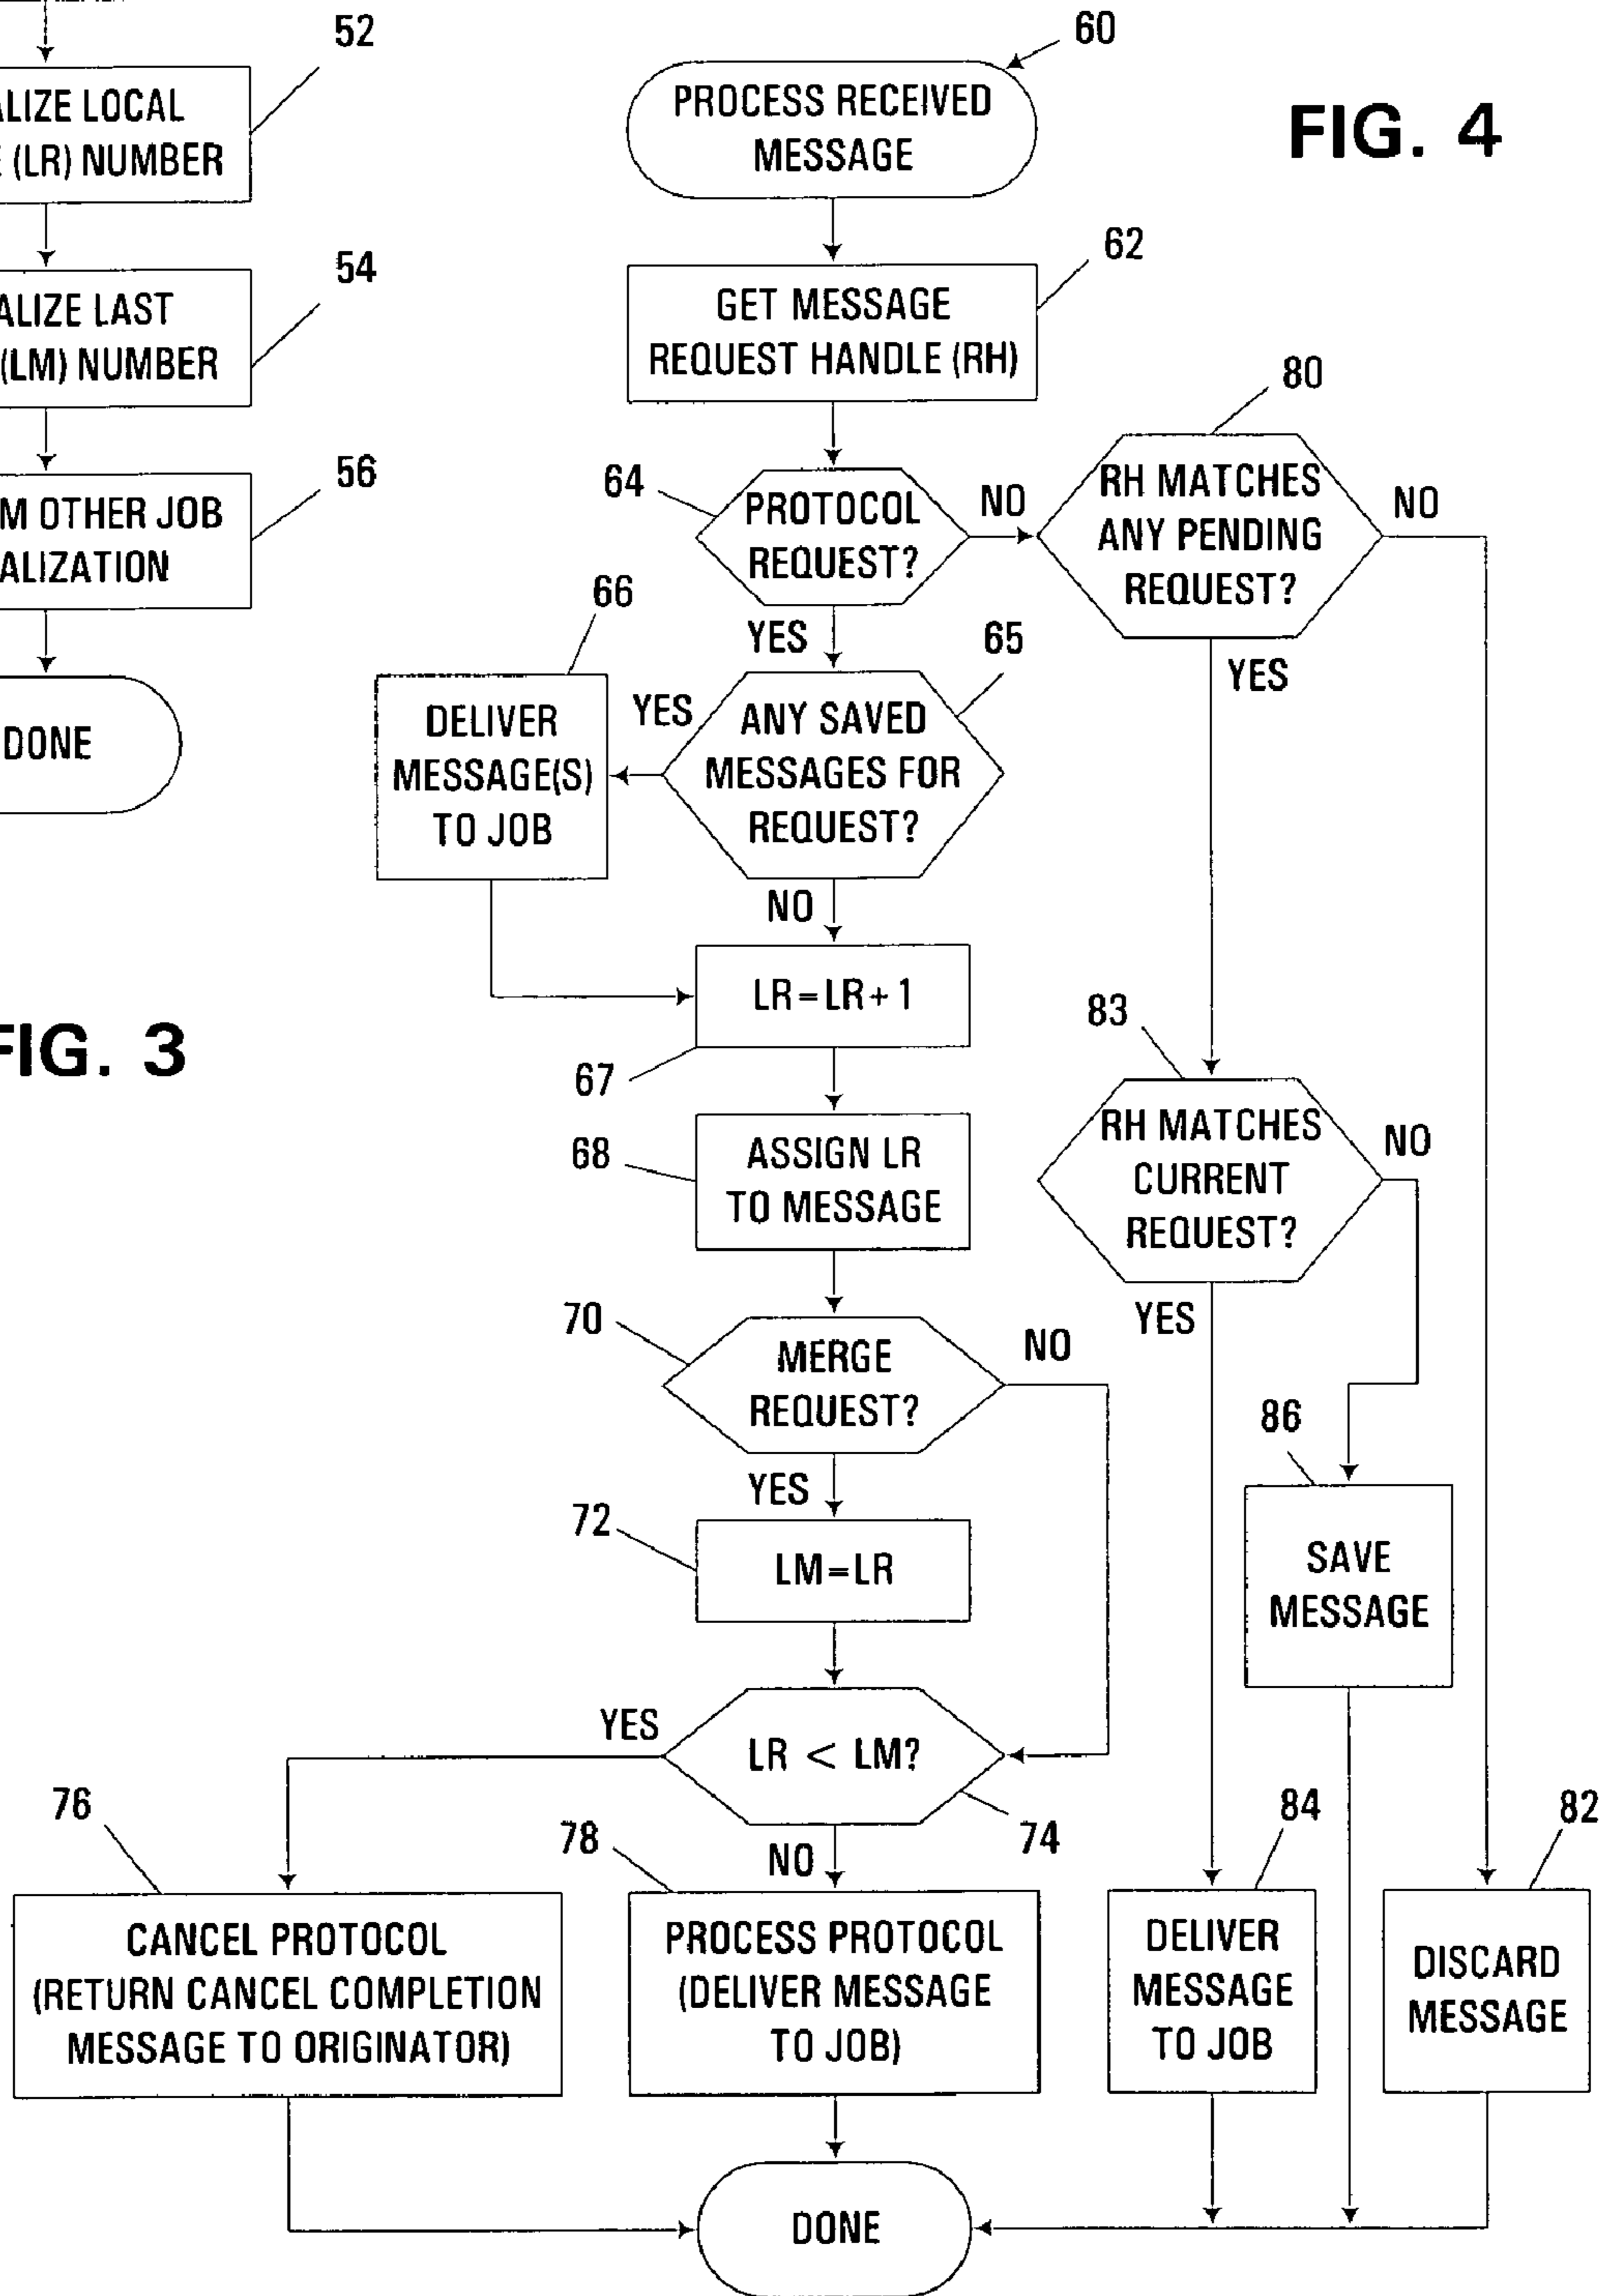 52
LOCAL
(LR) NUMBER
54
LAST
(LM) NUMBER
56
OTHER JOB
DONE
FIG. 3
FIG. 4
60
PROCESS RECEIVED
MESSAGE
62
GET MESSAGE
REQUEST HANDLE (RH)
64
PROTOCOL
REQUEST?
NO
YES
80
RH MATCHES
ANY PENDING
REQUEST?
NO
YES
65
ANY SAVED
MESSAGES FOR
REQUEST?
YES
NO
66
DELIVER
MESSAGE(S)
TO JOB
LR=LR+1
67
68
ASSIGN LR
TO MESSAGE
83
RH MATCHES
CURRENT
REQUEST?
NO
YES
70
MERGE
REQUEST?
NO
YES
72
LM=LR
86
SAVE
MESSAGE
YES
LR < LM?
74
NO
76
CANCEL PROTOCOL
(RETURN CANCEL COMPLETION
MESSAGE TO ORIGINATOR)
78
PROCESS PROTOCOL
(DELIVER MESSAGE
TO JOB)
84
DELIVER
MESSAGE
TO JOB
82
DISCARD
MESSAGE
DONE